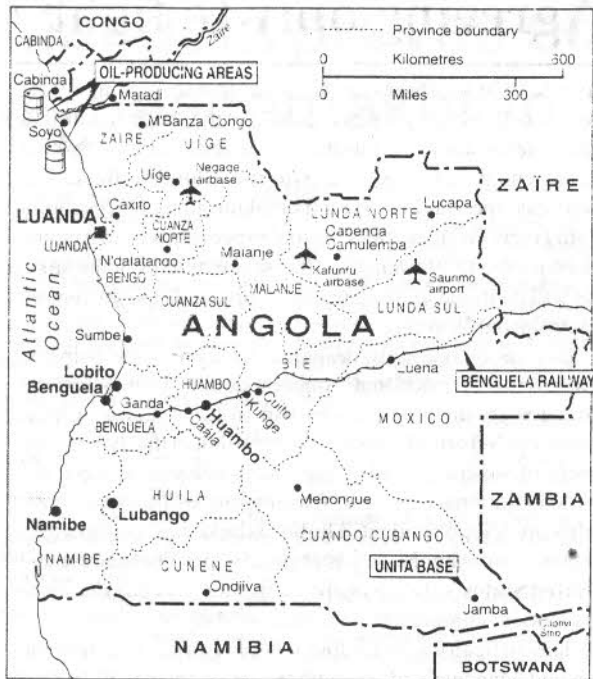 CONGO
CABINDA
Zaire
Province boundary
0 Kilometres 600
0 Miles 300
Cabinda
OIL-PRODUCING AREAS
Matadi
Soyo
M'Banza Congo
ZAIRE
UÍGE
Uíge
Negage
airbase
ZAÏRE
Caxito
LUNDA NORTE
Lucapa
LUANDA
LUANDA
CUANZA
NORTE
N'dalatando
BENGO
Malanje
Camulemba
Kafunfu
airbase
Saurimo
airport
CUANZA SUL
MALANJE
LUNDA SUL
Atlantic
Ocean
ANGOLA
Sumbe
BIE
Luena
Lobito
Benguela
HUAMBO
BENGUELA RAILWAY
Ganda
Caala
Huambo
Kunge
Cuito
BENGUELA
MOXICO
HUILA
Menongue
ZAMBIA
Namibe
Lubango
CUANDO CUBANGO
NAMIBE
CUNENE
UNITA BASE
Ondjiva
Jamba
NAMIBIA
BOTSWANA